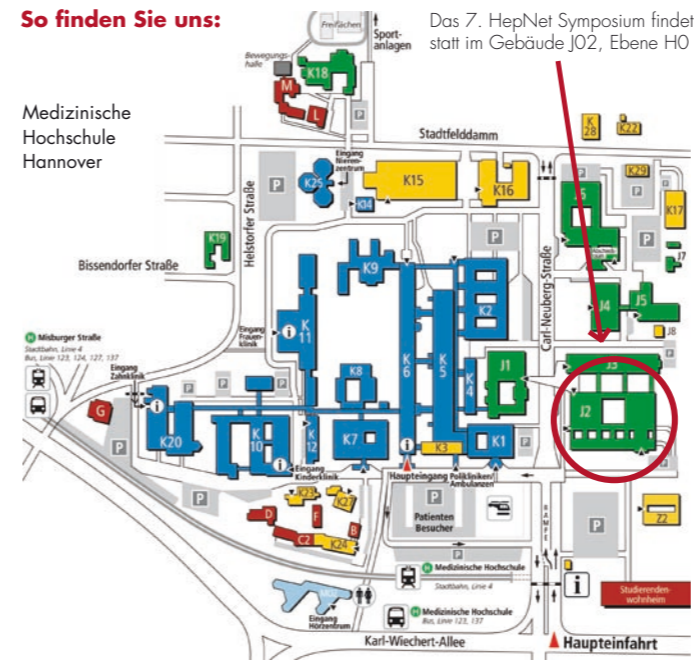 So finden Sie uns:
Das 7. HepNet Symposium findet
statt im Gebäude J02, Ebene H0
Medizinische
Hochschule
Hannover
Freiflächen
Sport-
anlagen
Bewegungs-
halle
K18
M
L
P
Stadtfelddamm
K
28
K22
Eingang
Nieren-
zentrum
K25
K14
K15
K16
K29
K17
P
P
P
Helstorfer Straße
K19
Bissendorfer Straße
P
Carl-Neuberg-Straße
J7
K9
K2
J4
J5
J8
K
11
K
6
K
5
Eingang
Frauen-
klinik
H Misburger Straße
Stadtbahn, Linie 4
Bus, Linie 123, 124, 127, 137
Eingang
Zahnklinik
P
K8
K
4
J1
J3
J2
G
K20
K
10
K
12
K7
K3
K1
P
P
Eingang
Kinderklinik
Haupteingang
Polikliniken/
Ambulanzen
P
K23
K27
D
F
B
C2
K24
P
Patienten
Besucher
RAMPE
P
Z2
P
H Medizinische Hochschule
Stadtbahn, Linie 4
i
Studierenden-
wohnheim
Eingang
Hörzentrum
H Medizinische Hochschule
Bus, Linie 123, 137
Karl-Wiechert-Allee
Haupteinfahrt